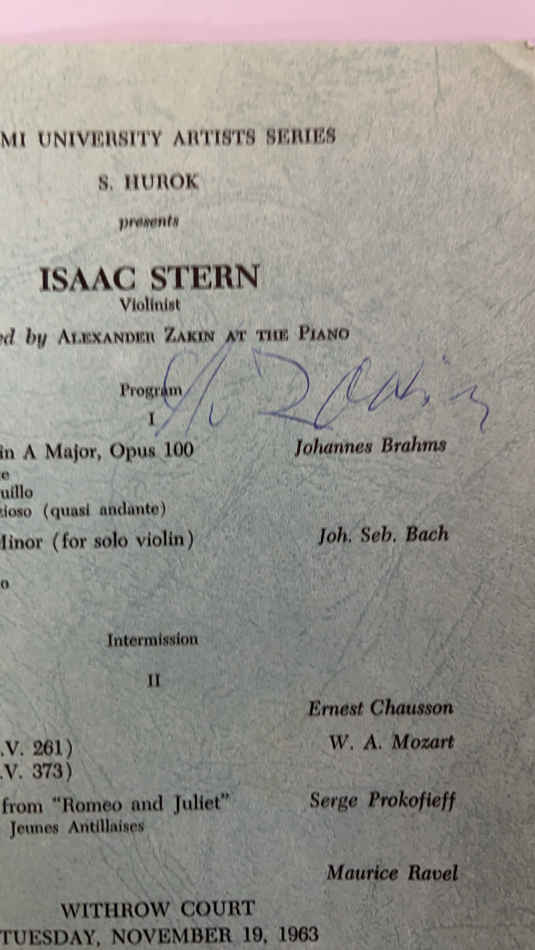 MI UNIVERSITY ARTISTS SERIES
S. HUROK
presents
ISAAC STERN
Violinist
ed by ALEXANDER ZAKIN AT THE PIANO
Program
Al Zakin
I
in A Major, Opus 100 Johannes Brahms
e
uillo
zioso (quasi andante)
Minor (for solo violin) Joh. Seb. Bach
o
Intermission
II
Ernest Chausson
.V. 261) W. A. Mozart
.V. 373)
from "Romeo and Juliet" Serge Prokofieff
Jeunes Antillaises
Maurice Ravel
WITHROW COURT
TUESDAY, NOVEMBER 19, 1963